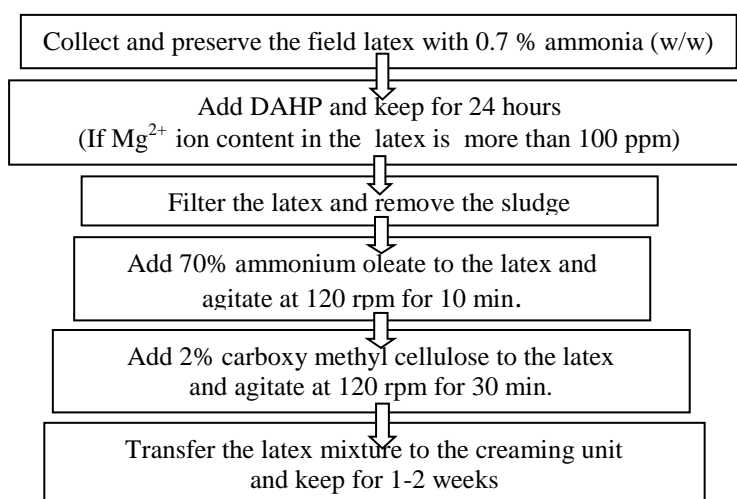 Collect and preserve the field latex with 0.7 % ammonia (w/w)
Add DAHP and keep for 24 hours
(If Mg²⁺ ion content in the latex is more than 100 ppm)
Filter the latex and remove the sludge
Add 70% ammonium oleate to the latex and
agitate at 120 rpm for 10 min.
Add 2% carboxy methyl cellulose to the latex
and agitate at 120 rpm for 30 min.
Transfer the latex mixture to the creaming unit
and keep for 1-2 weeks